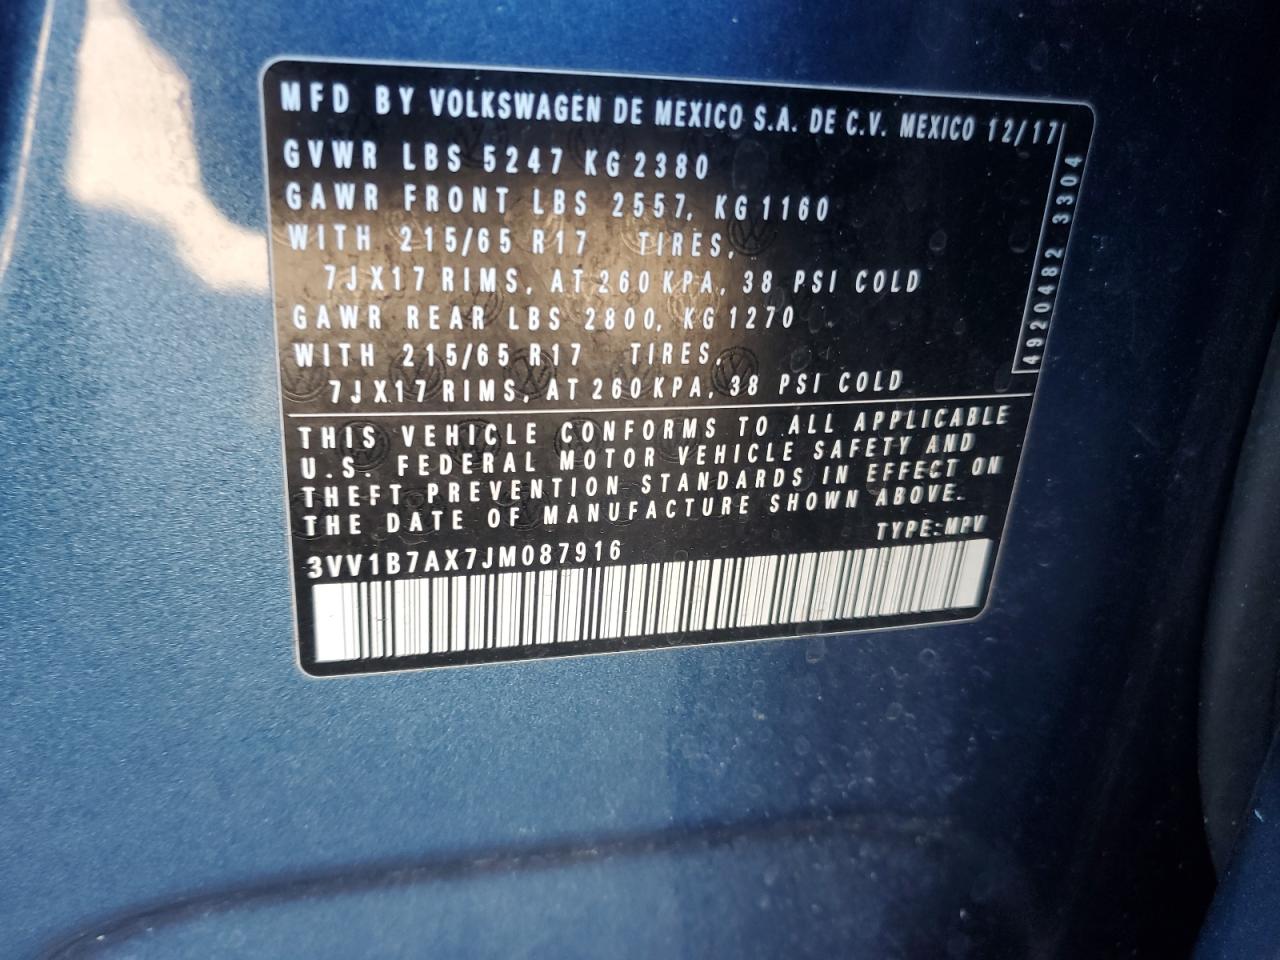 MFD BY VOLKSWAGEN DE MEXICO S.A. DE C.V. MEXICO 12/17
GVWR LBS 5247 KG 2380
GAWR FRONT LBS 2557, KG 1160
WITH 215/65 R17 TIRES,
7JX17 RIMS, AT 260 KPA, 38 PSI COLD
GAWR REAR LBS 2800, KG 1270
WITH 215/65 R17 TIRES,
7JX17 RIMS, AT 260 KPA, 38 PSI COLD
4920482 3304
THIS VEHICLE CONFORMS TO ALL APPLICABLE
U.S. FEDERAL MOTOR VEHICLE SAFETY AND
THEFT PREVENTION STANDARDS IN EFFECT ON
THE DATE OF MANUFACTURE SHOWN ABOVE.
TYPE:MPV
3VV1B7AX7JM087916